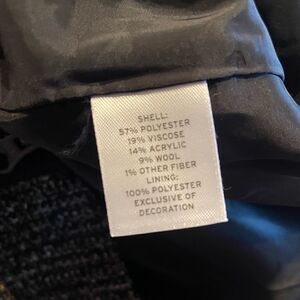 SHELL:
57% POLYESTER
19% VISCOSE
14% ACRYLIC
9% WOOL
1% OTHER FIBER
LINING:
100% POLYESTER
EXCLUSIVE OF
DECORATION